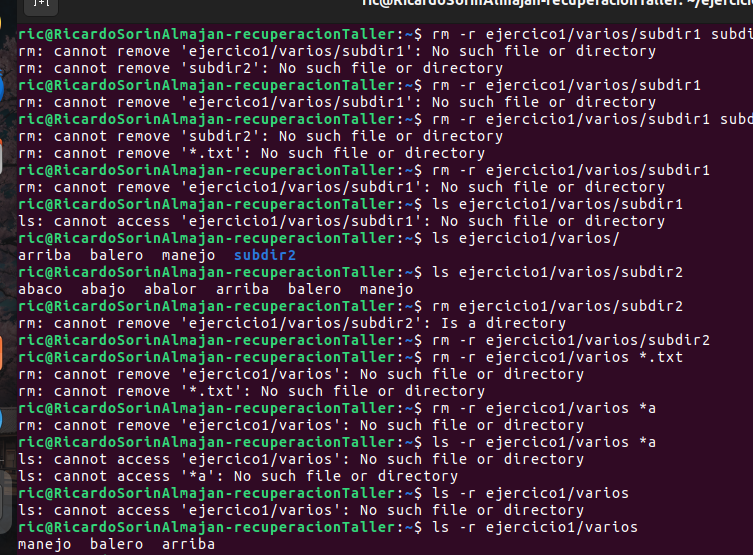 [+]
ric@RicardoSorinAlmajan-recuperacionTaller: ~/ejercici
ric@RicardoSorinAlmajan-recuperacionTaller:~$ rm -r ejercico1/varios/subdir1 subdi
rm: cannot remove 'ejercico1/varios/subdir1': No such file or directory
rm: cannot remove 'subdir2': No such file or directory
ric@RicardoSorinAlmajan-recuperacionTaller:~$ rm -r ejercico1/varios/subdir1
rm: cannot remove 'ejercico1/varios/subdir1': No such file or directory
ric@RicardoSorinAlmajan-recuperacionTaller:~$ rm -r ejercicio1/varios/subdir1 subd
rm: cannot remove 'subdir2': No such file or directory
rm: cannot remove '*.txt': No such file or directory
ric@RicardoSorinAlmajan-recuperacionTaller:~$ rm -r ejercicio1/varios/subdir1
rm: cannot remove 'ejercicio1/varios/subdir1': No such file or directory
ric@RicardoSorinAlmajan-recuperacionTaller:~$ ls ejercicio1/varios/subdir1
ls: cannot access 'ejercicio1/varios/subdir1': No such file or directory
ric@RicardoSorinAlmajan-recuperacionTaller:~$ ls ejercicio1/varios/
arriba balero manejo subdir2
ric@RicardoSorinAlmajan-recuperacionTaller:~$ ls ejercicio1/varios/subdir2
abaco abajo abalor arriba balero manejo
ric@RicardoSorinAlmajan-recuperacionTaller:~$ rm ejercicio1/varios/subdir2
rm: cannot remove 'ejercicio1/varios/subdir2': Is a directory
ric@RicardoSorinAlmajan-recuperacionTaller:~$ rm -r ejercicio1/varios/subdir2
ric@RicardoSorinAlmajan-recuperacionTaller:~$ rm -r ejercico1/varios *.txt
rm: cannot remove 'ejercico1/varios': No such file or directory
rm: cannot remove '*.txt': No such file or directory
ric@RicardoSorinAlmajan-recuperacionTaller:~$ rm -r ejercico1/varios *a
rm: cannot remove 'ejercico1/varios': No such file or directory
ric@RicardoSorinAlmajan-recuperacionTaller:~$ ls -r ejercico1/varios *a
ls: cannot access 'ejercico1/varios': No such file or directory
ls: cannot access '*a': No such file or directory
ric@RicardoSorinAlmajan-recuperacionTaller:~$ ls -r ejercico1/varios
ls: cannot access 'ejercico1/varios': No such file or directory
ric@RicardoSorinAlmajan-recuperacionTaller:~$ ls -r ejercicio1/varios
manejo balero arriba